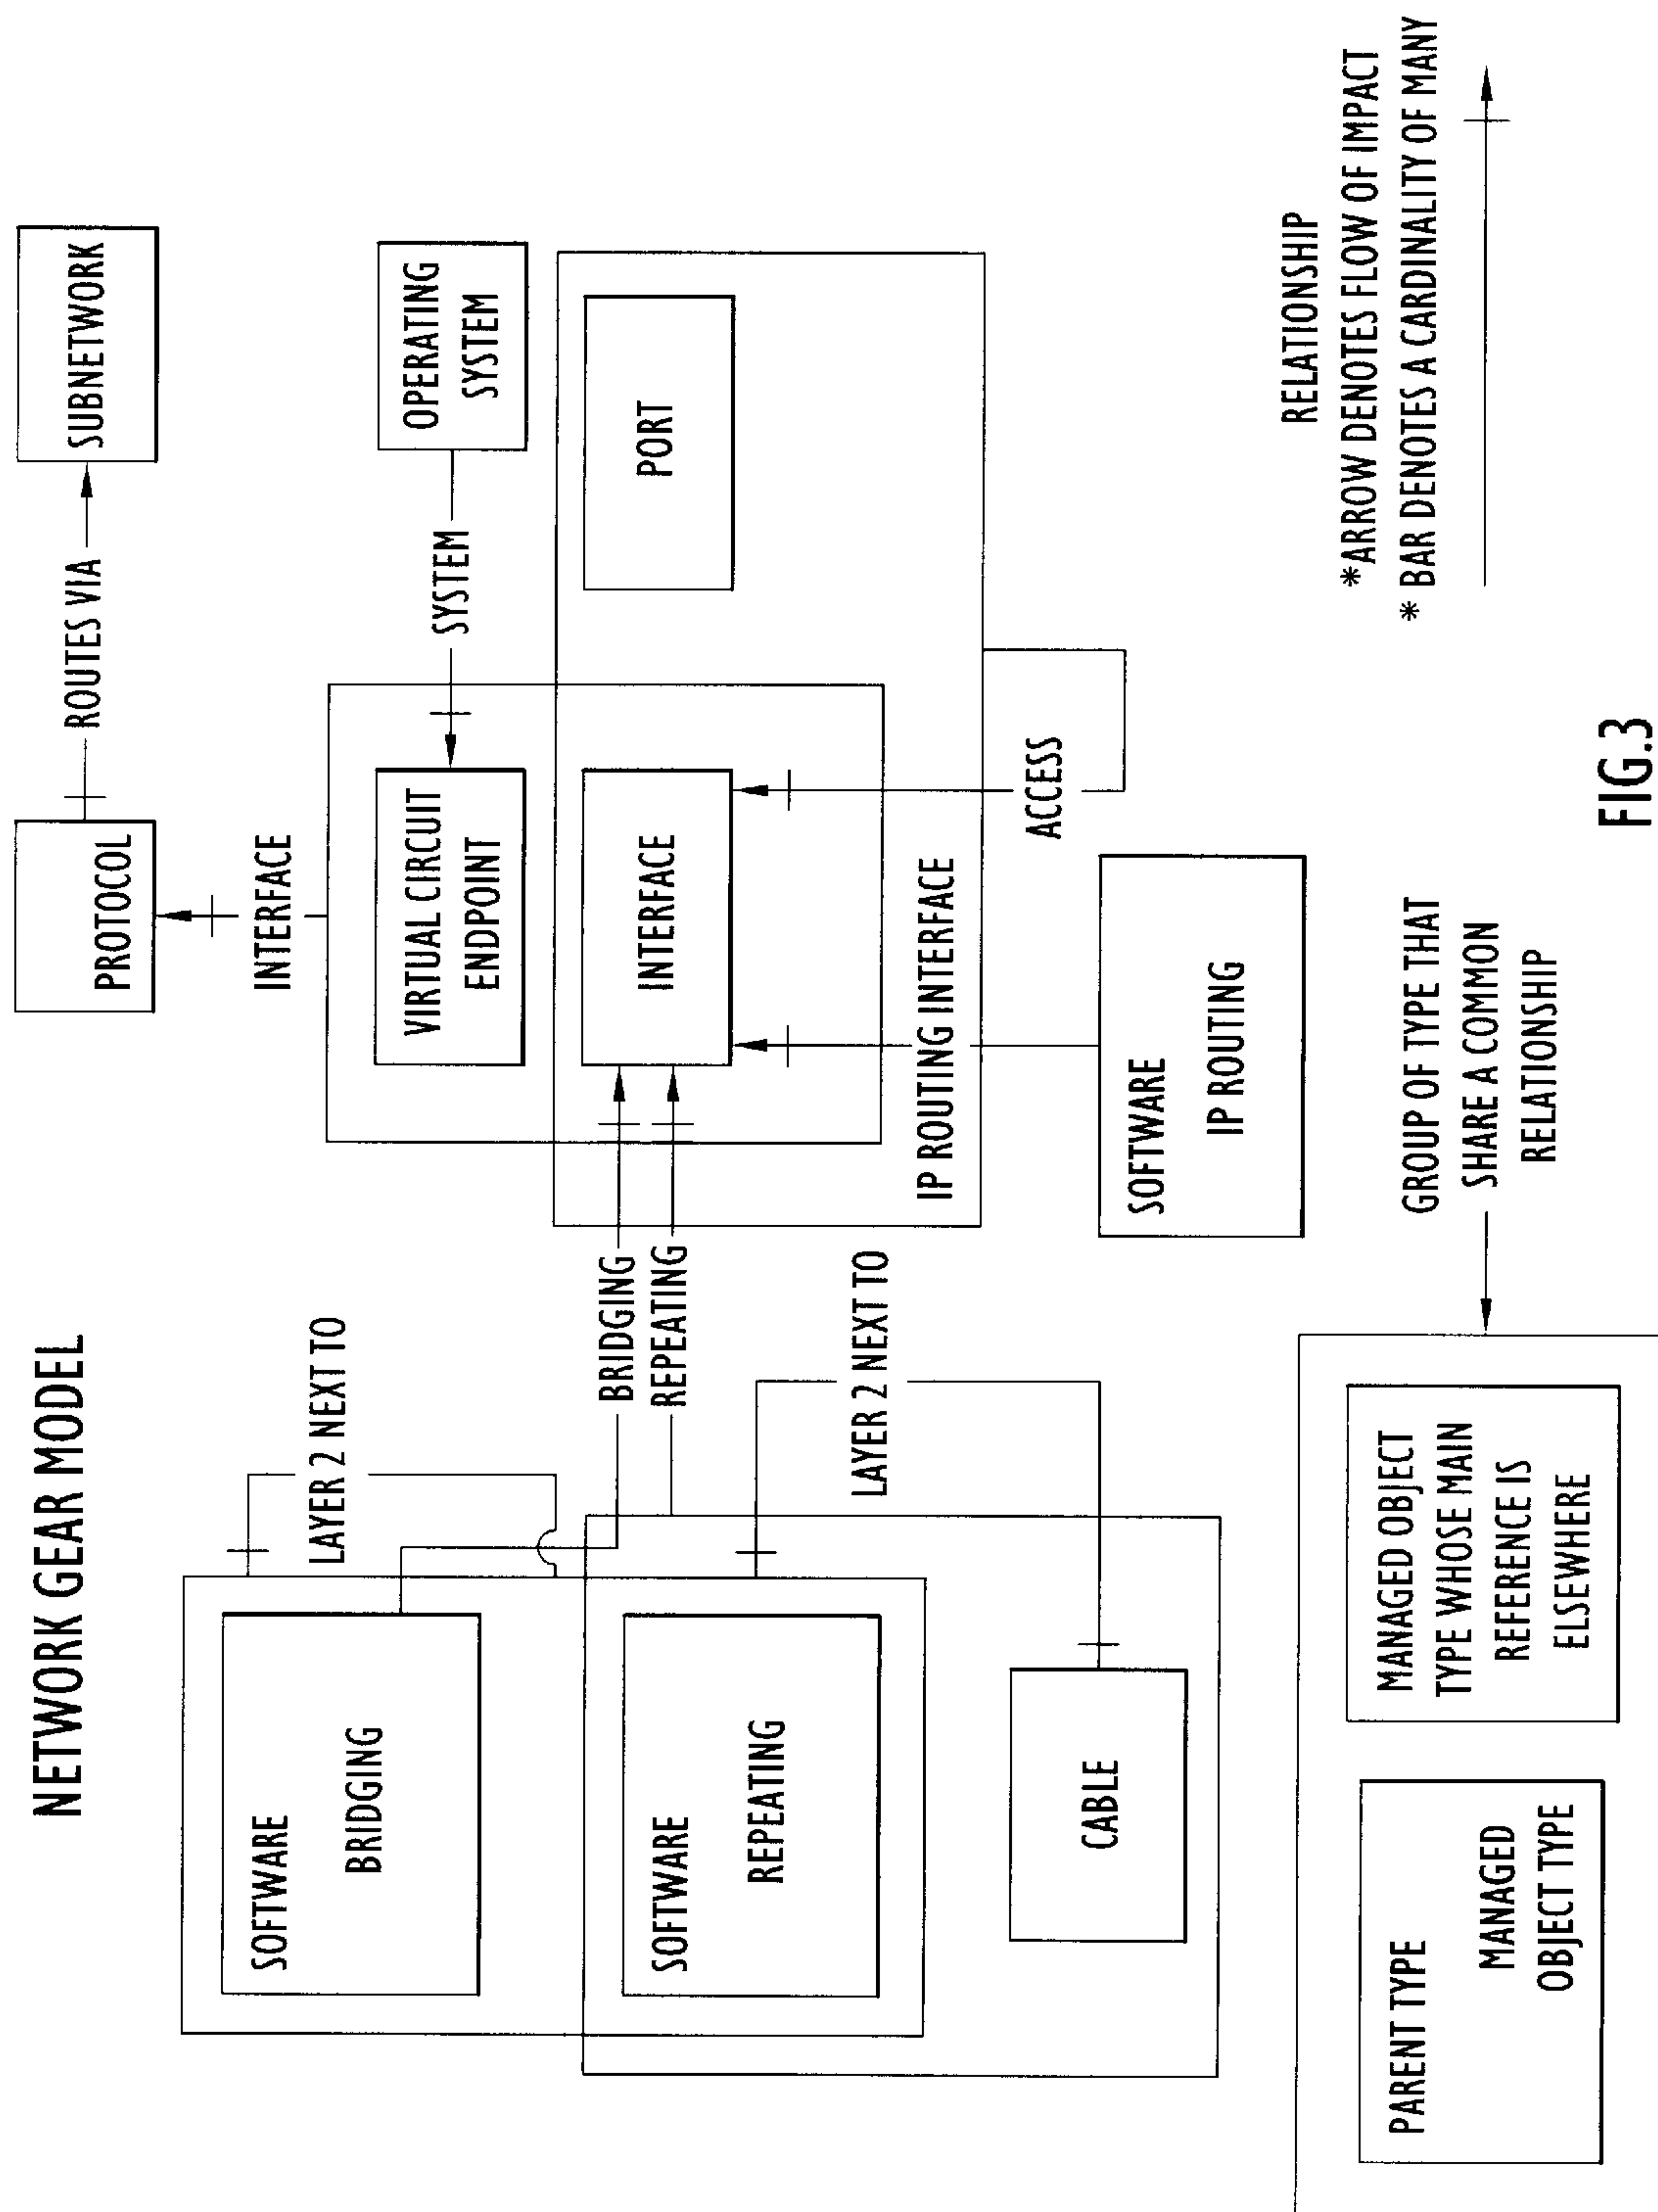 NETWORK GEAR MODEL
SOFTWARE
BRIDGING
SOFTWARE
REPEATING
CABLE
LAYER 2 NEXT TO
LAYER 2 NEXT TO
BRIDGING
REPEATING
PROTOCOL
ROUTES VIA
SUBNETWORK
INTERFACE
VIRTUAL CIRCUIT
ENDPOINT
SYSTEM
OPERATING
SYSTEM
INTERFACE
PORT
IP ROUTING INTERFACE
ACCESS
SOFTWARE
IP ROUTING
PARENT TYPE
MANAGED
OBJECT TYPE
MANAGED OBJECT
TYPE WHOSE MAIN
REFERENCE IS
ELSEWHERE
GROUP OF TYPE THAT
SHARE A COMMON
RELATIONSHIP
RELATIONSHIP
*ARROW DENOTES FLOW OF IMPACT
* BAR DENOTES A CARDINALITY OF MANY
FIG.3